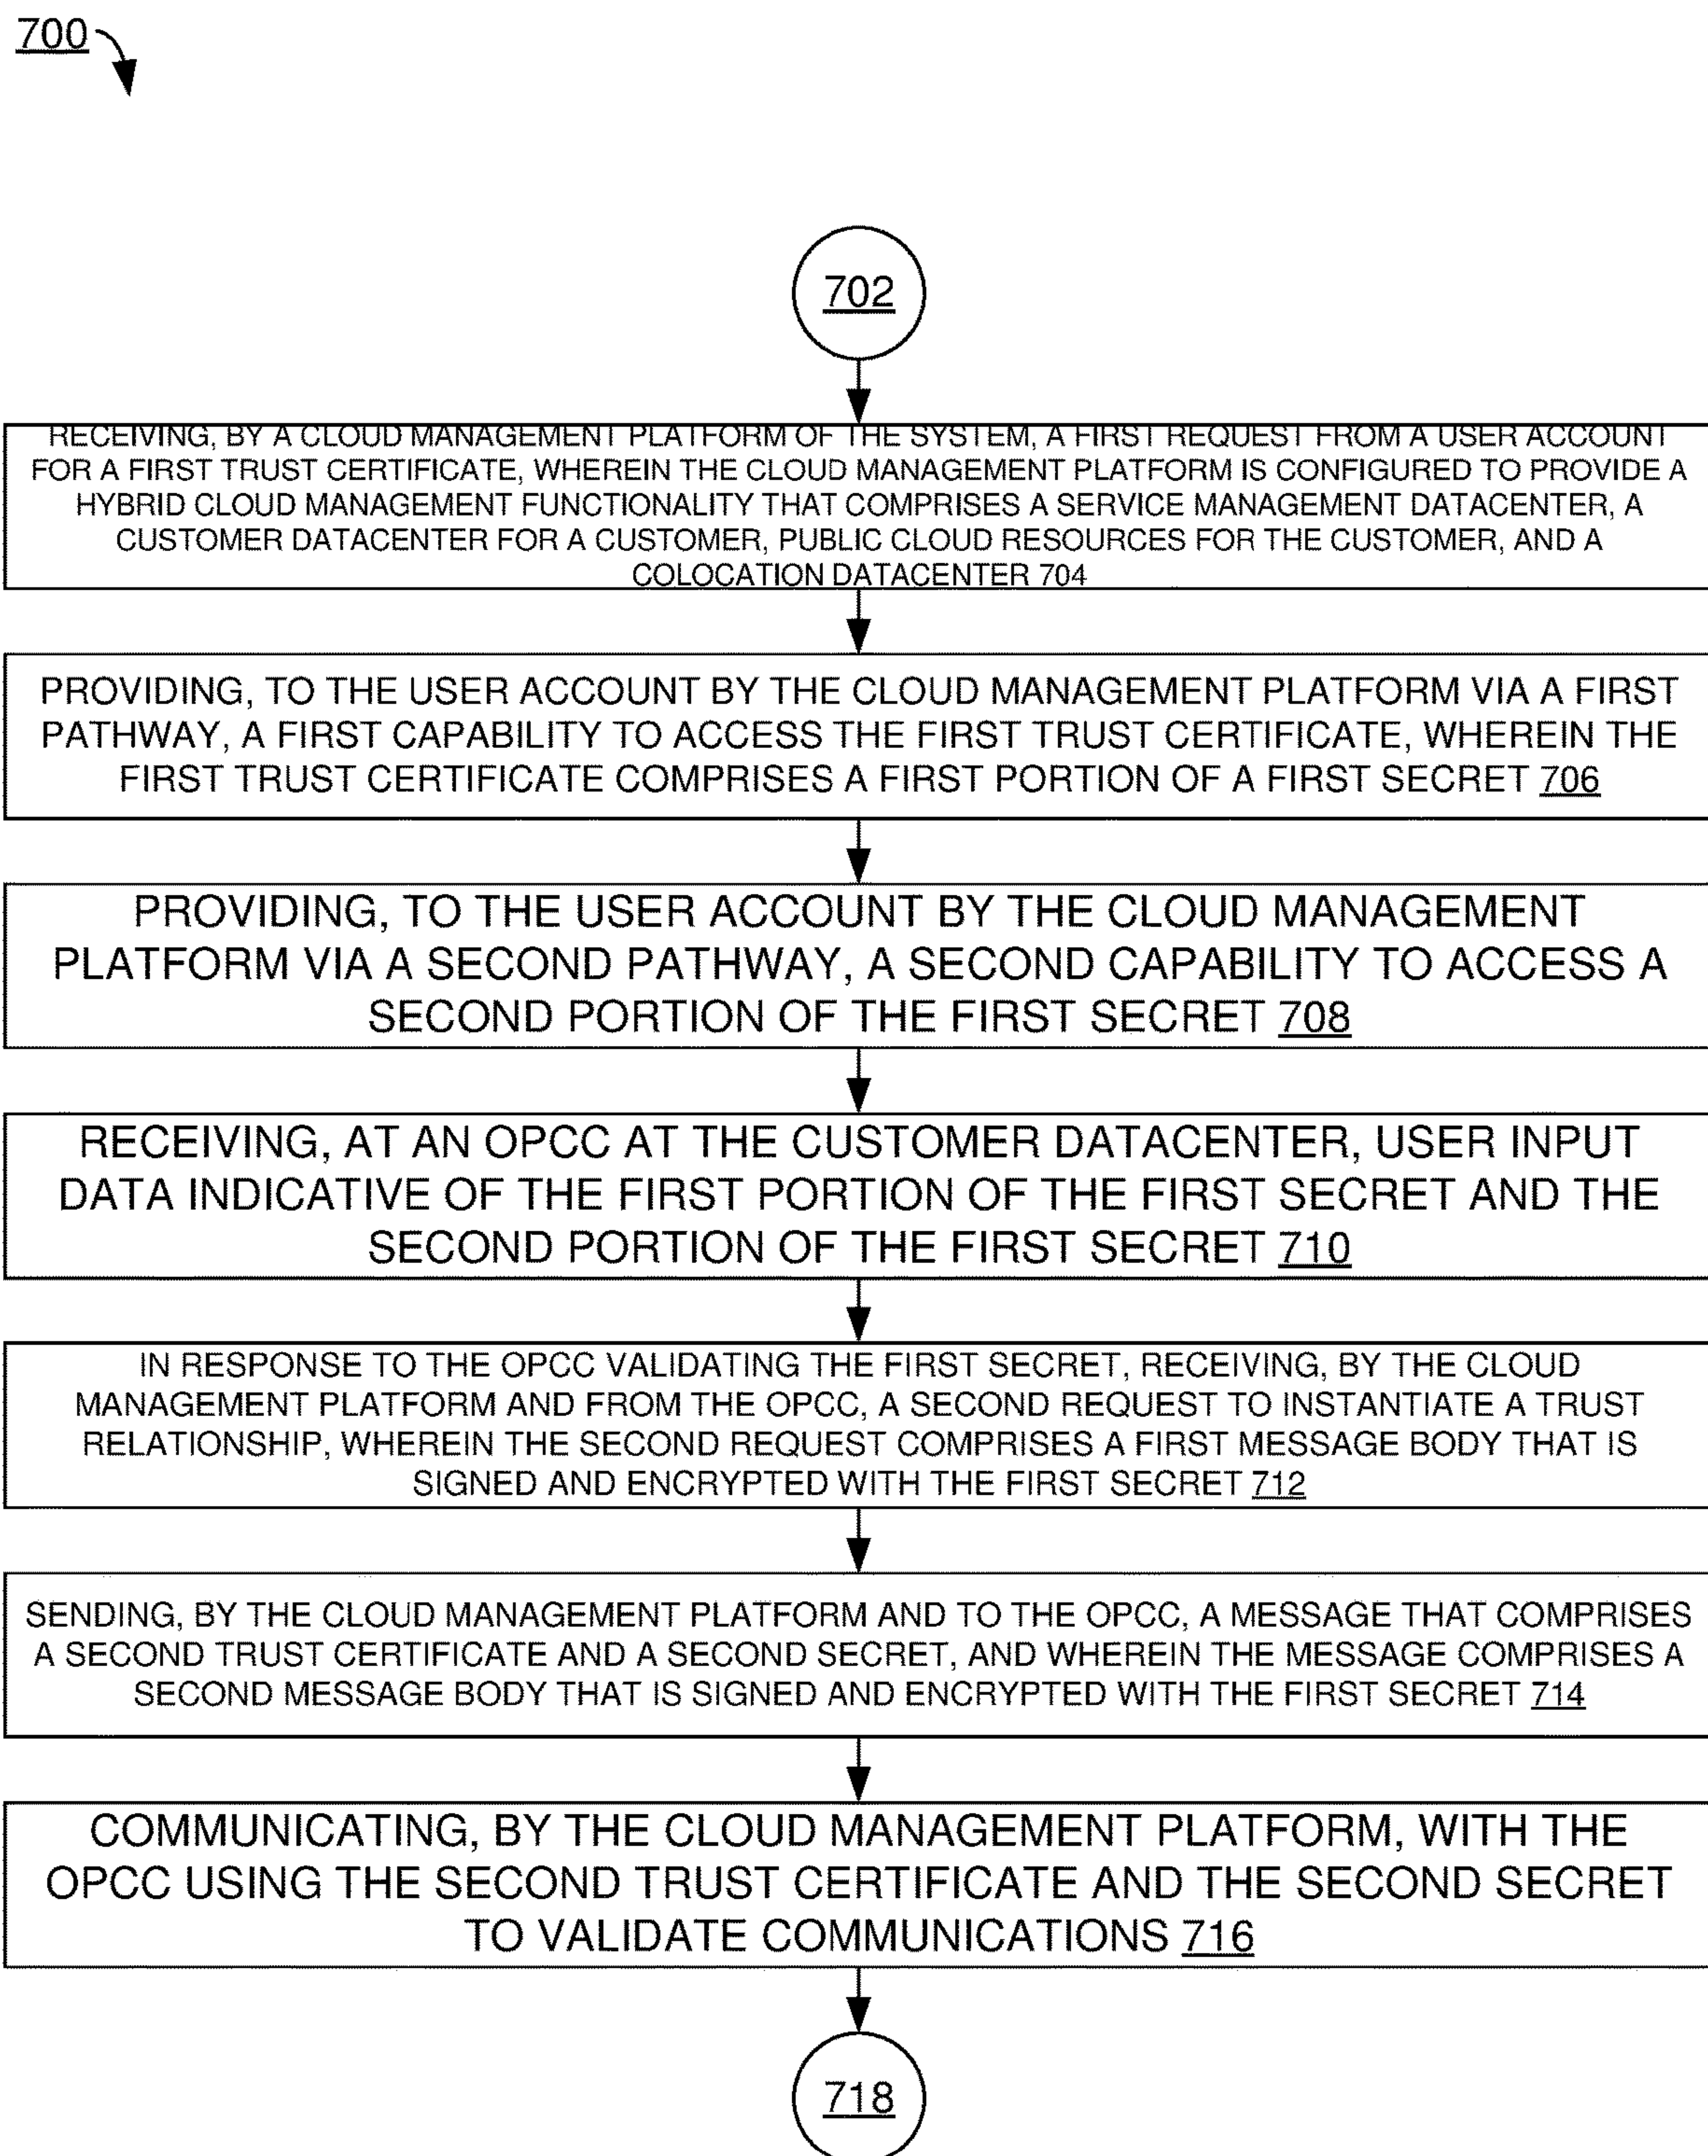 700
702
RECEIVING, BY A CLOUD MANAGEMENT PLATFORM OF THE SYSTEM, A FIRST REQUEST FROM A USER ACCOUNT
FOR A FIRST TRUST CERTIFICATE, WHEREIN THE CLOUD MANAGEMENT PLATFORM IS CONFIGURED TO PROVIDE A
HYBRID CLOUD MANAGEMENT FUNCTIONALITY THAT COMPRISES A SERVICE MANAGEMENT DATACENTER, A
CUSTOMER DATACENTER FOR A CUSTOMER, PUBLIC CLOUD RESOURCES FOR THE CUSTOMER, AND A
COLOCATION DATACENTER 704
PROVIDING, TO THE USER ACCOUNT BY THE CLOUD MANAGEMENT PLATFORM VIA A FIRST
PATHWAY, A FIRST CAPABILITY TO ACCESS THE FIRST TRUST CERTIFICATE, WHEREIN THE
FIRST TRUST CERTIFICATE COMPRISES A FIRST PORTION OF A FIRST SECRET 706
PROVIDING, TO THE USER ACCOUNT BY THE CLOUD MANAGEMENT
PLATFORM VIA A SECOND PATHWAY, A SECOND CAPABILITY TO ACCESS A
SECOND PORTION OF THE FIRST SECRET 708
RECEIVING, AT AN OPCC AT THE CUSTOMER DATACENTER, USER INPUT
DATA INDICATIVE OF THE FIRST PORTION OF THE FIRST SECRET AND THE
SECOND PORTION OF THE FIRST SECRET 710
IN RESPONSE TO THE OPCC VALIDATING THE FIRST SECRET, RECEIVING, BY THE CLOUD
MANAGEMENT PLATFORM AND FROM THE OPCC, A SECOND REQUEST TO INSTANTIATE A TRUST
RELATIONSHIP, WHEREIN THE SECOND REQUEST COMPRISES A FIRST MESSAGE BODY THAT IS
SIGNED AND ENCRYPTED WITH THE FIRST SECRET 712
SENDING, BY THE CLOUD MANAGEMENT PLATFORM AND TO THE OPCC, A MESSAGE THAT COMPRISES
A SECOND TRUST CERTIFICATE AND A SECOND SECRET, AND WHEREIN THE MESSAGE COMPRISES A
SECOND MESSAGE BODY THAT IS SIGNED AND ENCRYPTED WITH THE FIRST SECRET 714
COMMUNICATING, BY THE CLOUD MANAGEMENT PLATFORM, WITH THE
OPCC USING THE SECOND TRUST CERTIFICATE AND THE SECOND SECRET
TO VALIDATE COMMUNICATIONS 716
718